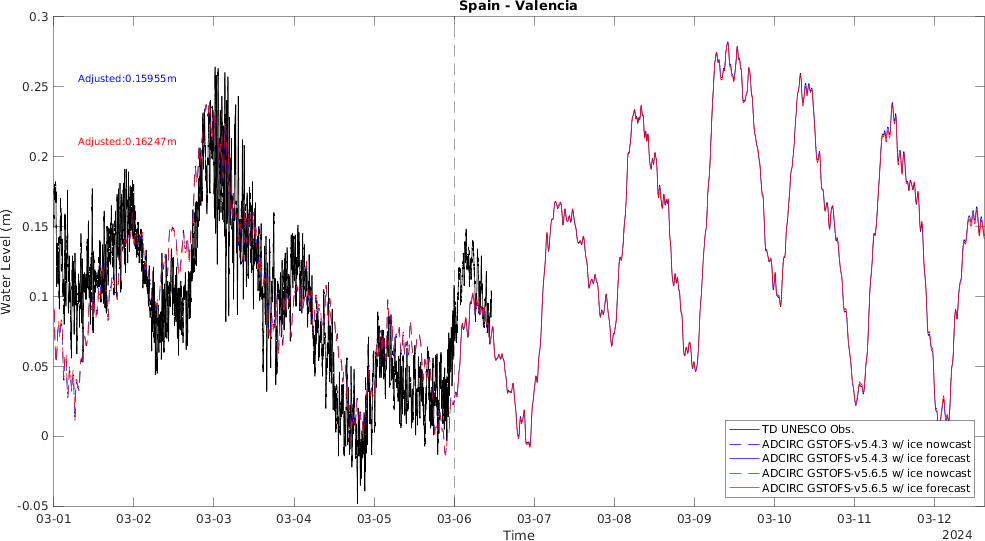 Spain - Valencia
0.3
0.25
0.2
0.15
0.1
0.05
0
-0.05
Water Level (m)
Adjusted:0.15955m
Adjusted:0.16247m
TD UNESCO Obs.
ADCIRC GSTOFS-v5.4.3 w/ ice nowcast
ADCIRC GSTOFS-v5.4.3 w/ ice forecast
ADCIRC GSTOFS-v5.6.5 w/ ice nowcast
ADCIRC GSTOFS-v5.6.5 w/ ice forecast
03-01 03-02 03-03 03-04 03-05 03-06 03-07 03-08 03-09 03-10 03-11 03-12
Time
2024